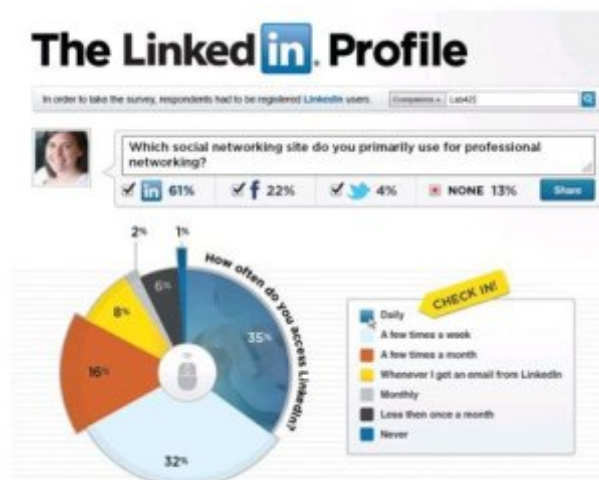 The Linked in. Profile
In order to take the survey, respondents had to be registered LinkedIn users.
Companies Lab42
Which social networking site do you primarily use for professional
networking?
in 61% f 22% 4% NONE 13% Share
2% 1%
How often do you access LinkedIn?
6%
8%
35%
16%
32%
CHECK IN!
Daily
A few times a week
A few times a month
Whenever I get an email from LinkedIn
Monthly
Less then once a month
Never